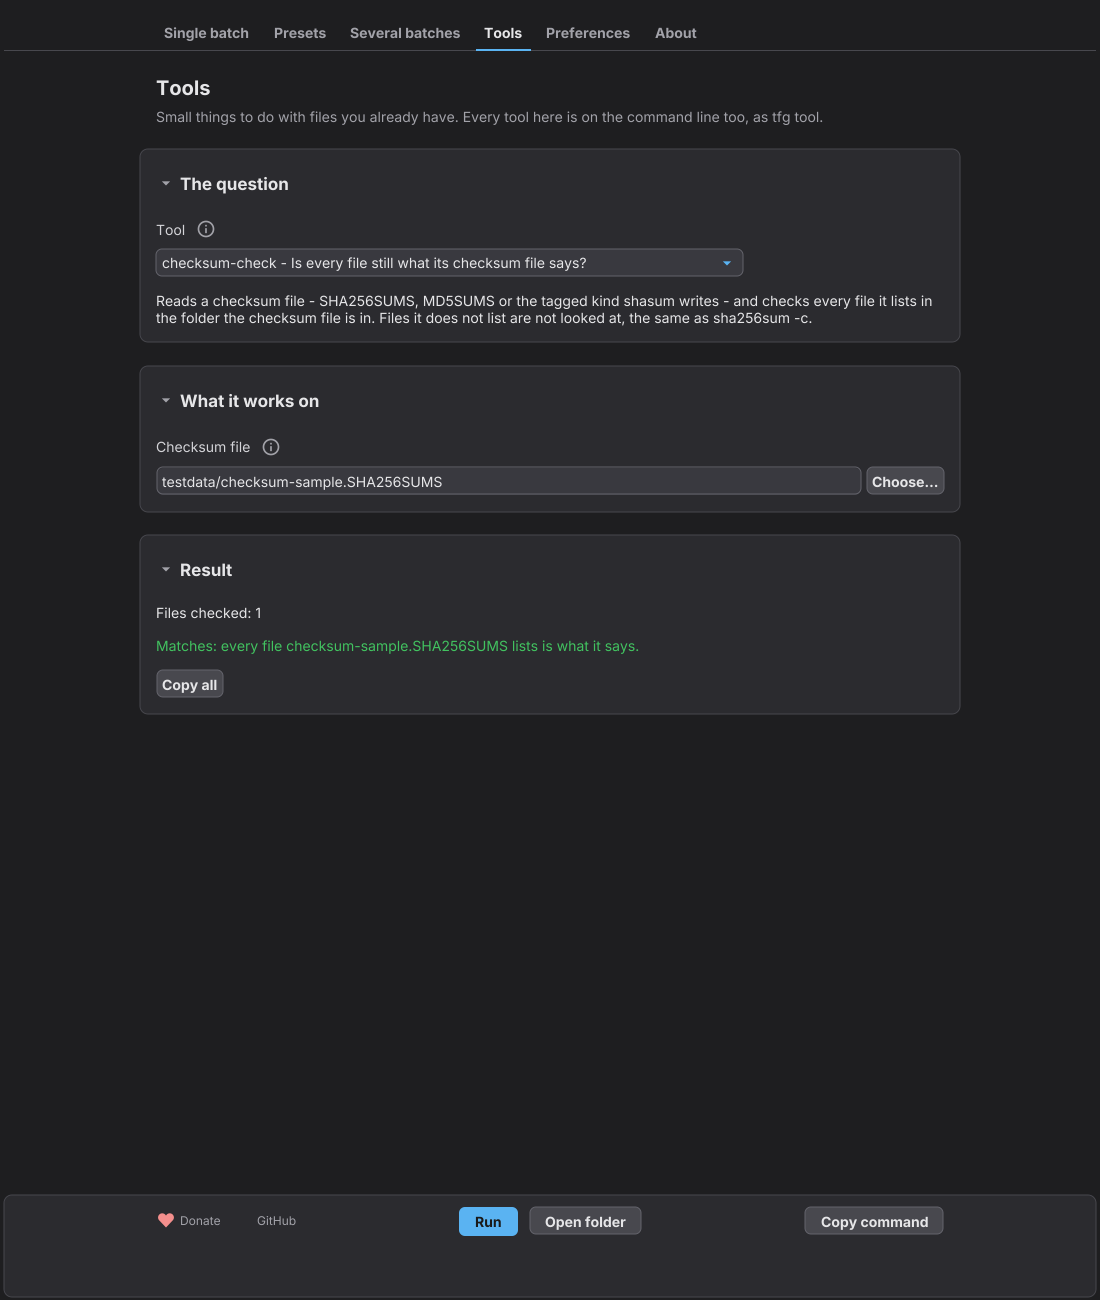 Single batch
Presets
Several batches
Tools
Preferences
About
Tools
Small things to do with files you already have. Every tool here is on the command line too, as tfg tool.
The question
Tool
checksum-check - Is every file still what its checksum file says?
Reads a checksum file - SHA256SUMS, MD5SUMS or the tagged kind shasum writes - and checks every file it lists in
the folder the checksum file is in. Files it does not list are not looked at, the same as sha256sum -c.
What it works on
Checksum file
testdata/checksum-sample.SHA256SUMS
Choose...
Result
Files checked: 1
Matches: every file checksum-sample.SHA256SUMS lists is what it says.
Copy all
Donate
GitHub
Run
Open folder
Copy command